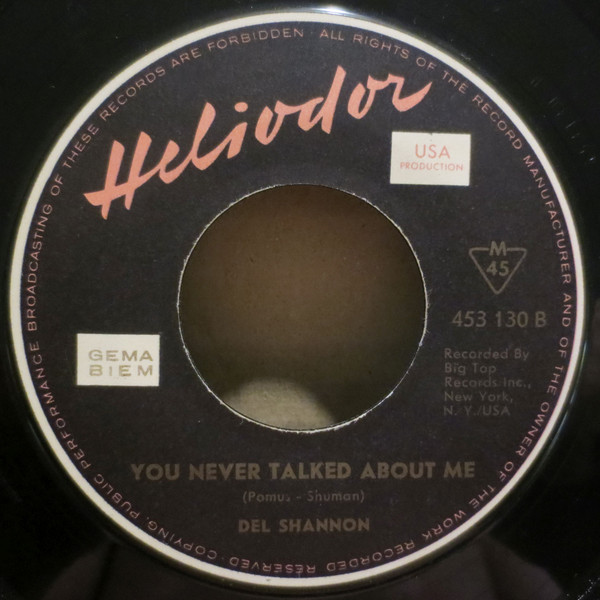 Heliodor
USA
PRODUCTION
M
45
453 130 B
GEMA
BIEM
Recorded By
Big Top
Records Inc.,
New York,
N./Y./USA
YOU NEVER TALKED ABOUT ME
(Pomus - Shuman)
DEL SHANNON
ALL RIGHTS OF THE RECORD MANUFACTURER AND OF THE OWNER OF THE WORK RECORDED RESERVED · COPYING, PUBLIC PERFORMANCE BROADCASTING OF THESE RECORDS ARE FORBIDDEN ·